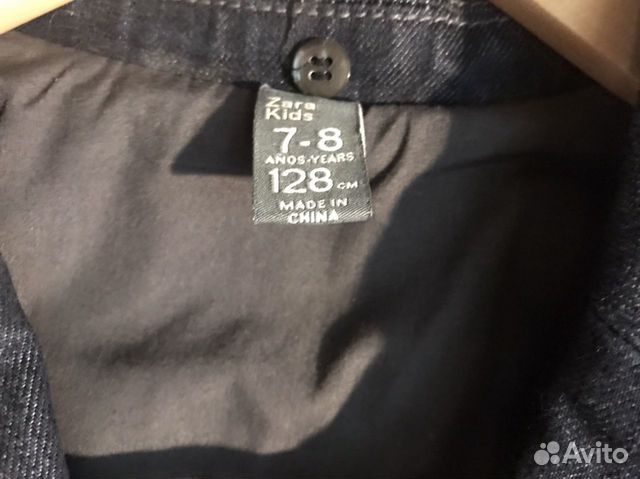 Zara
Kids
7-8
AÑOS-YEARS
128 CM
MADE IN
CHINA
Avito